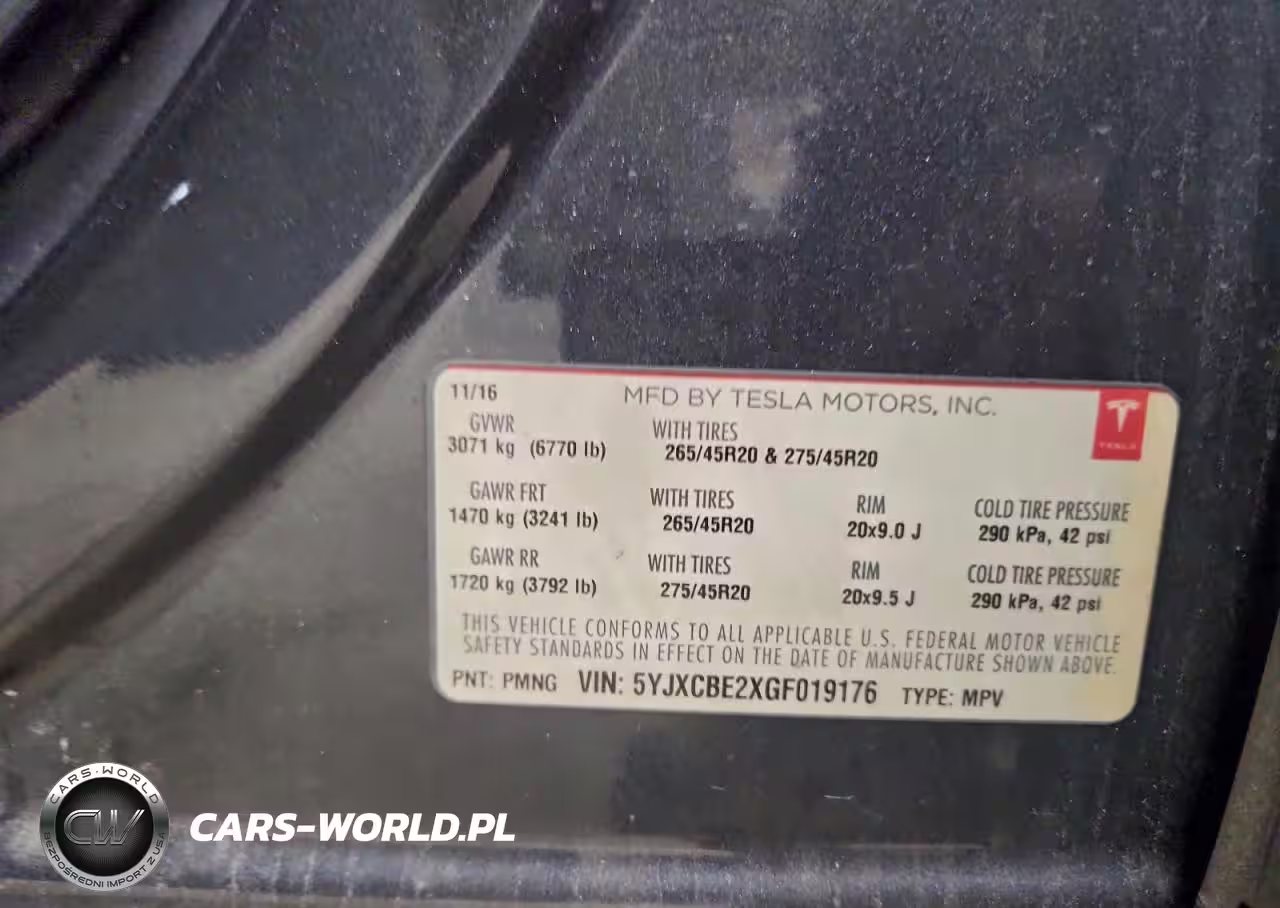 11/16 MFD BY TESLA MOTORS, INC.
TESLA
GVWR WITH TIRES
3071 kg (6770 lb) 265/45R20 & 275/45R20
GAWR FRT WITH TIRES RIM COLD TIRE PRESSURE
1470 kg (3241 lb) 265/45R20 20x9.0 J 290 kPa, 42 psi
GAWR RR WITH TIRES RIM COLD TIRE PRESSURE
1720 kg (3792 lb) 275/45R20 20x9.5 J 290 kPa, 42 psi
THIS VEHICLE CONFORMS TO ALL APPLICABLE U.S. FEDERAL MOTOR VEHICLE
SAFETY STANDARDS IN EFFECT ON THE DATE OF MANUFACTURE SHOWN ABOVE.
PNT: PMNG VIN: 5YJXCBE2XGF019176 TYPE: MPV
CARS-WORLD
CW
BEZPOŚREDNI IMPORT Z USA
CARS-WORLD.PL